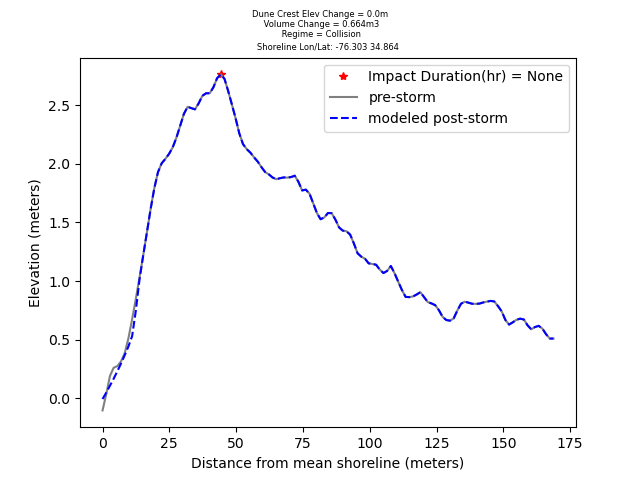 Dune Crest Elev Change = 0.0m
Volume Change = 0.664m3
Regime = Collision
Shoreline Lon/Lat: -76.303 34.864
Impact Duration(hr) = None
pre-storm
modeled post-storm
Elevation (meters)
2.5
2.0
1.5
1.0
0.5
0.0
0 25 50 75 100 125 150 175
Distance from mean shoreline (meters)